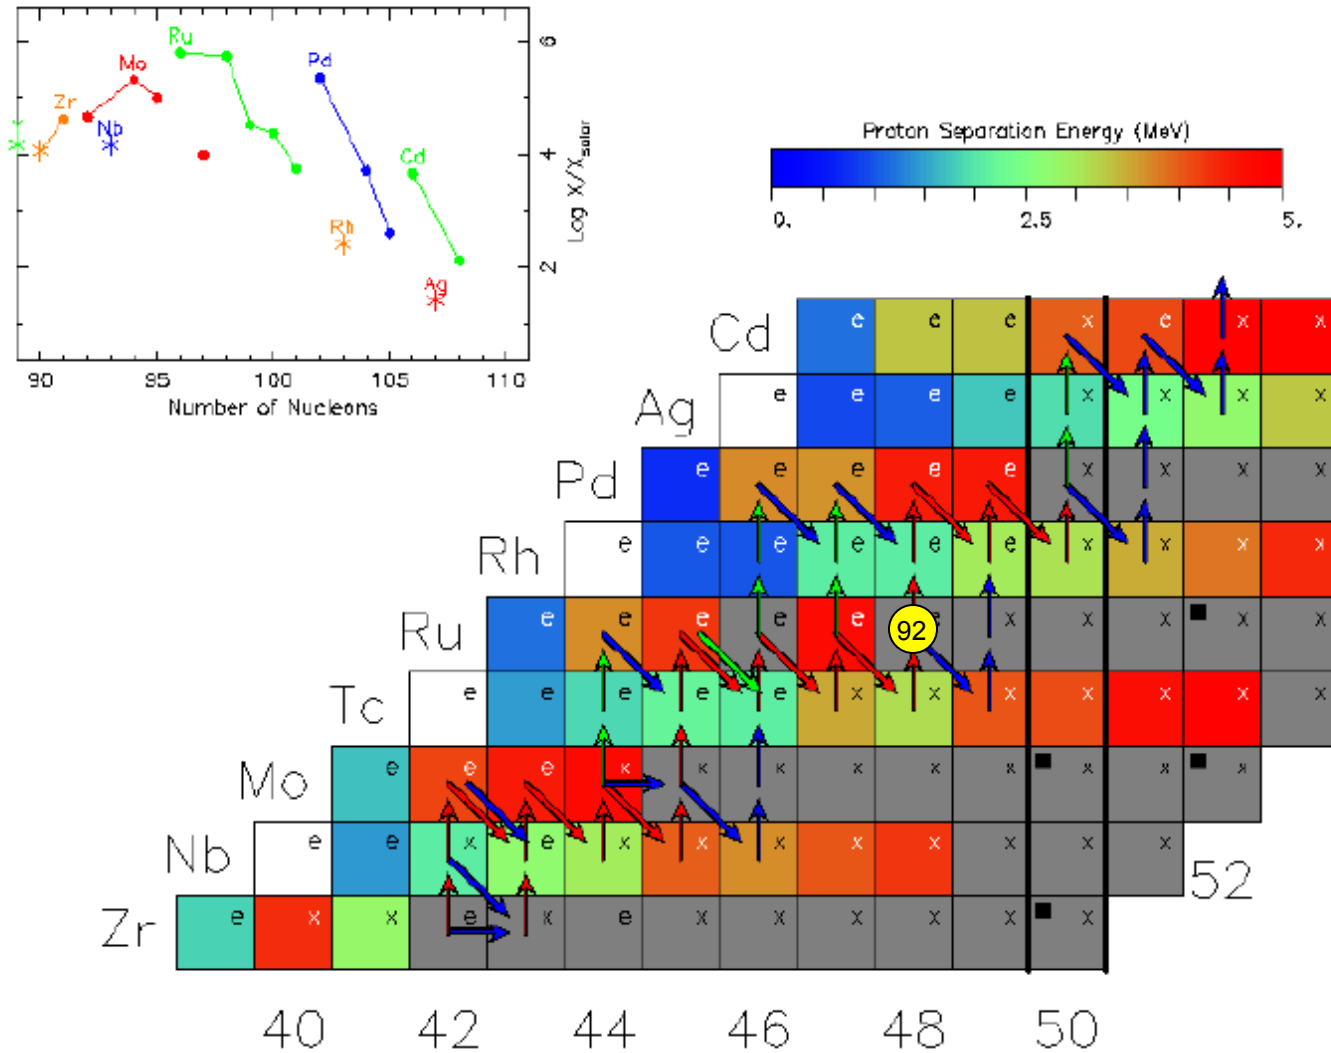 Ru
Mo
Pd
Zr
Nb
Cd
Rh
Ag
6
4
2
Log X/X_solar
90 95 100 105 110
Number of Nucleons
Proton Separation Energy (MeV)
0. 2.5 5.
Cd e e e x e x x
Ag e e e e x x x x
Pd e e e e e x x x x
Rh e e e e e e x x x x
Ru e e e e e 92 e x x x x
Tc e e e e e x x x x x x x
Mo e e e x x x x x x x x x
Nb e e x e x x x x x x x x 52
Zr e x x e x e x x x x x x
40 42 44 46 48 50